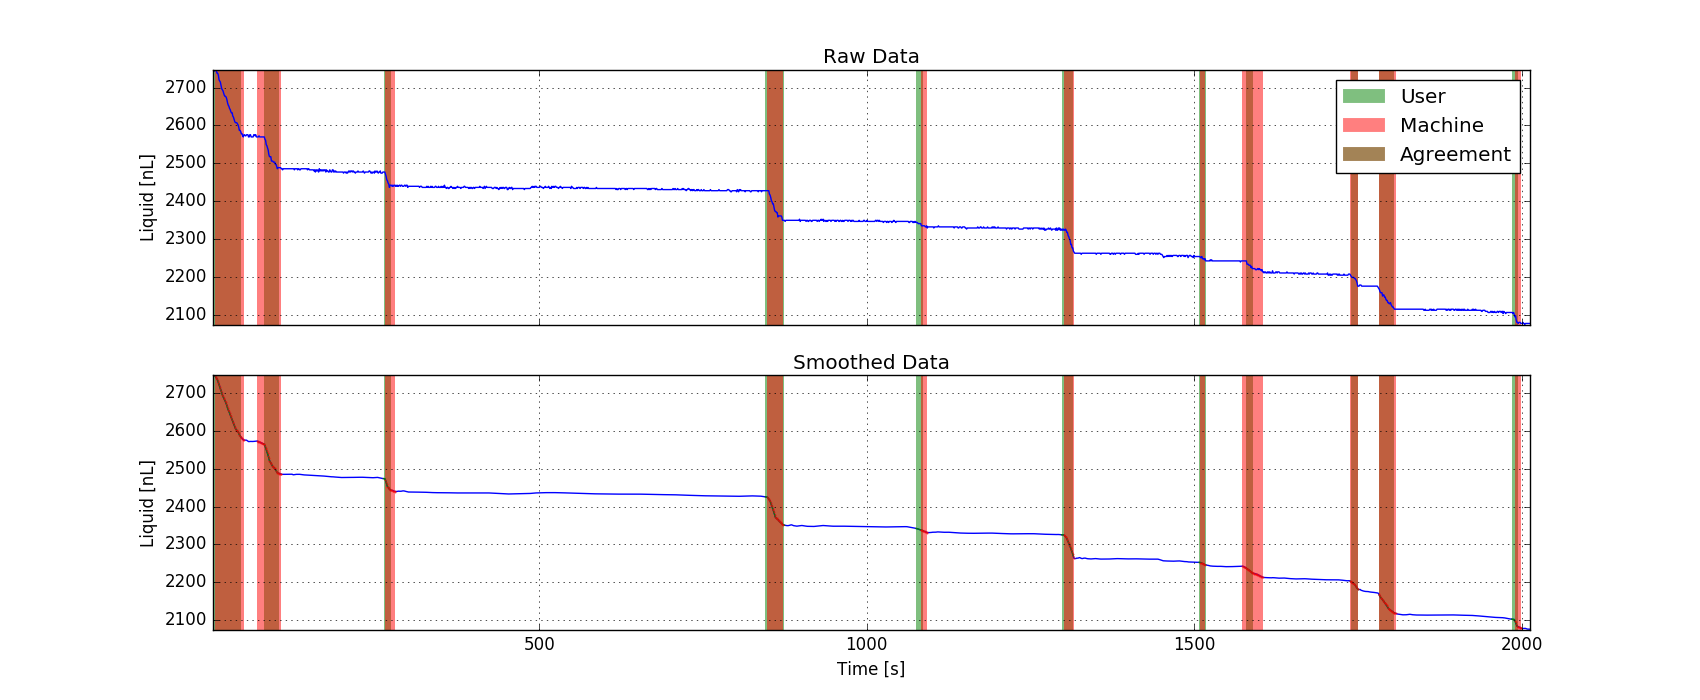 Raw Data
2700
2600
2500
2400
2300
2200
2100
Liquid [nL]
User
Machine
Agreement
Smoothed Data
2700
2600
2500
2400
2300
2200
2100
Liquid [nL]
500
1000
1500
2000
Time [s]